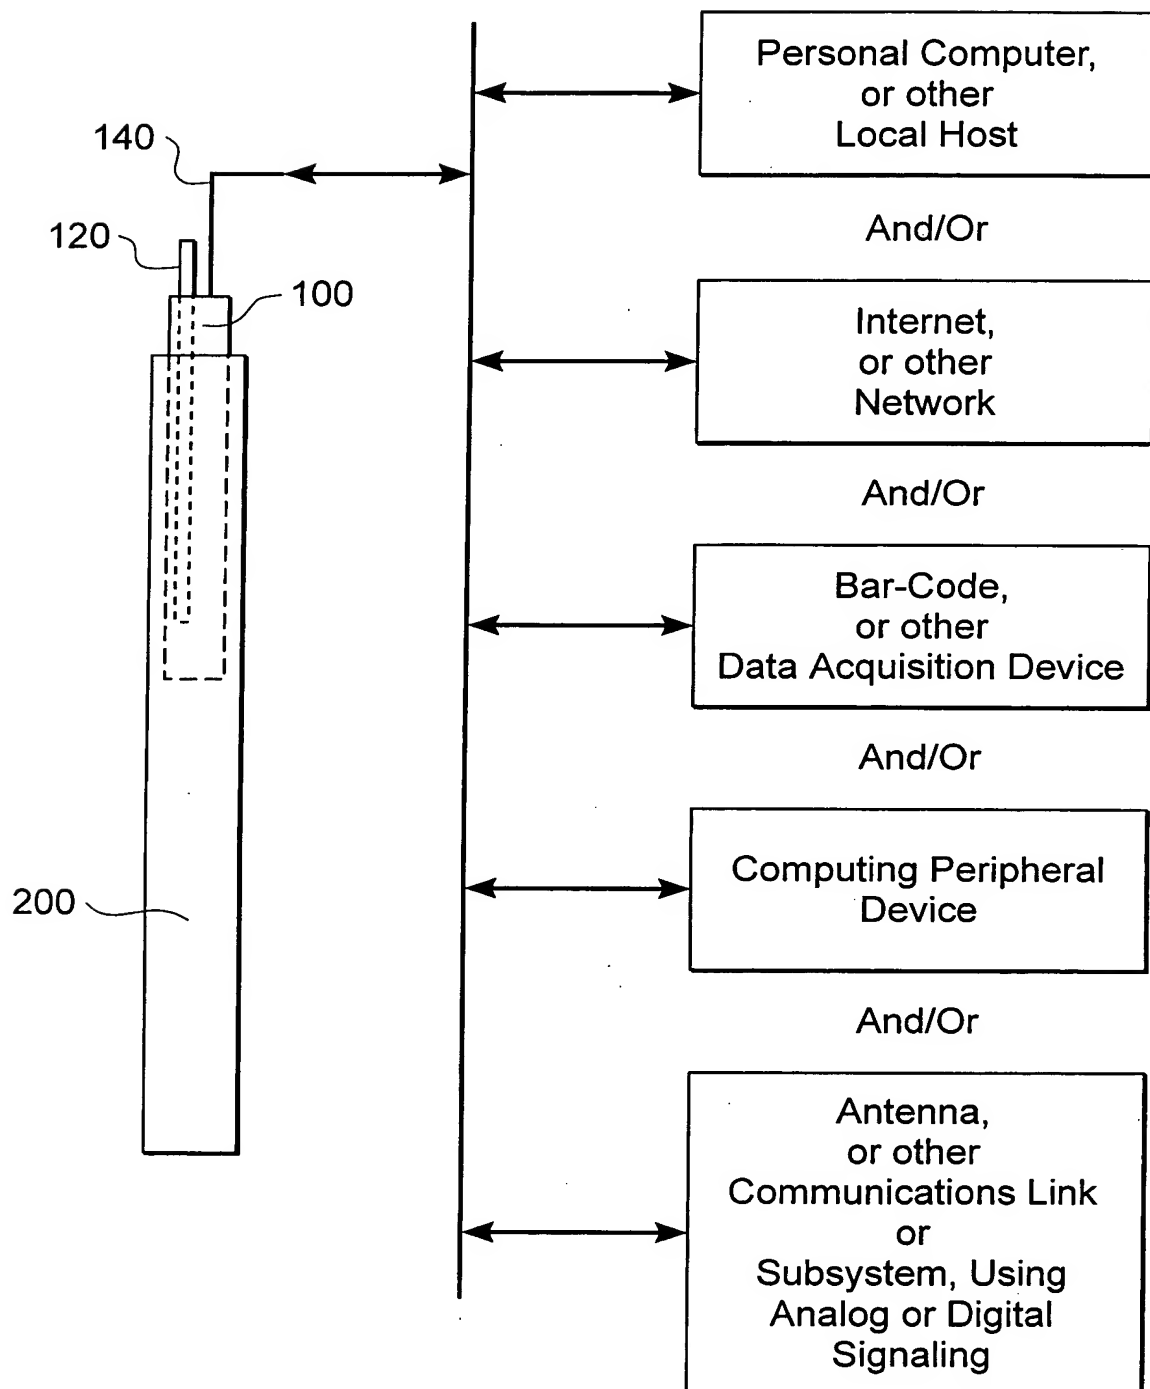 Personal Computer,
or other
Local Host
140
And/Or
120
100
Internet,
or other
Network
And/Or
Bar-Code,
or other
Data Acquisition Device
And/Or
Computing Peripheral
Device
200
And/Or
Antenna,
or other
Communications Link
or
Subsystem, Using
Analog or Digital
Signaling